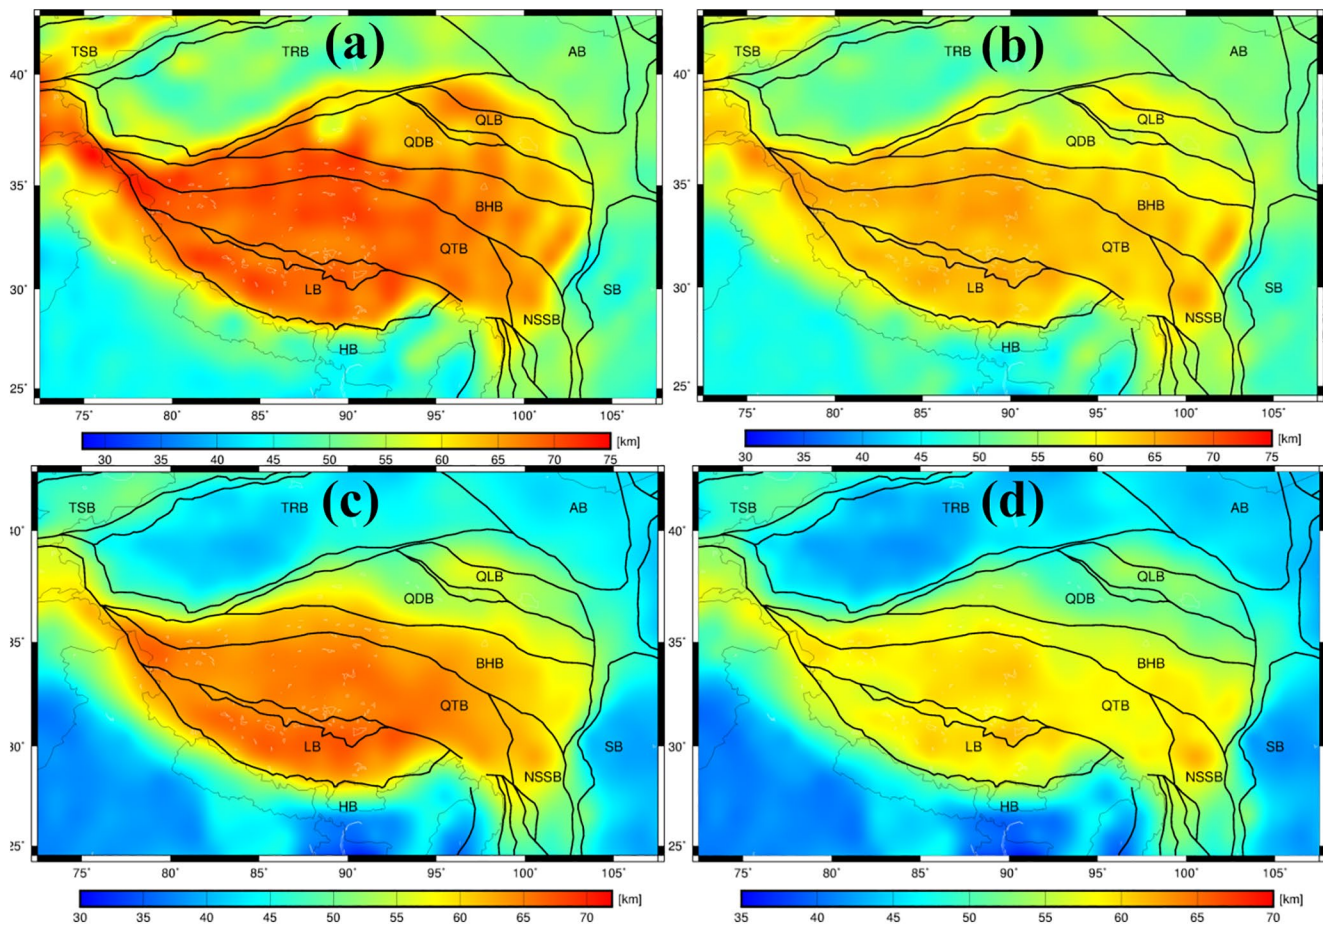 (a)
TSB
TRB
AB
40˚
QLB
QDB
35˚
BHB
QTB
30˚
LB
SB
NSSB
HB
25˚
75˚ 80˚ 85˚ 90˚ 95˚ 100˚ 105˚
[km]
30 40 45 50 55 60 65 70 75
(b)
TSB
TRB
AB
40˚
QLB
QDB
35˚
BHB
QTB
30˚
LB
SB
NSSB
HB
25˚
75˚ 80˚ 85˚ 90˚ 95˚ 100˚ 105˚
[km]
30 35 40 45 50 55 60 65 70 75
(c)
TSB
TRB
AB
40˚
QLB
QDB
35˚
BHB
QTB
30˚
LB
SB
NSSB
HB
25˚
75˚ 80˚ 85˚ 90˚ 95˚ 100˚ 105˚
[km]
30 35 40 45 50 55 60 65 70
(d)
TSB
TRB
AB
40˚
QLB
QDB
35˚
BHB
QTB
30˚
LB
SB
NSSB
HB
25˚
75˚ 80˚ 85˚ 90˚ 95˚ 100˚ 105˚
[km]
35 40 45 50 55 60 65 70